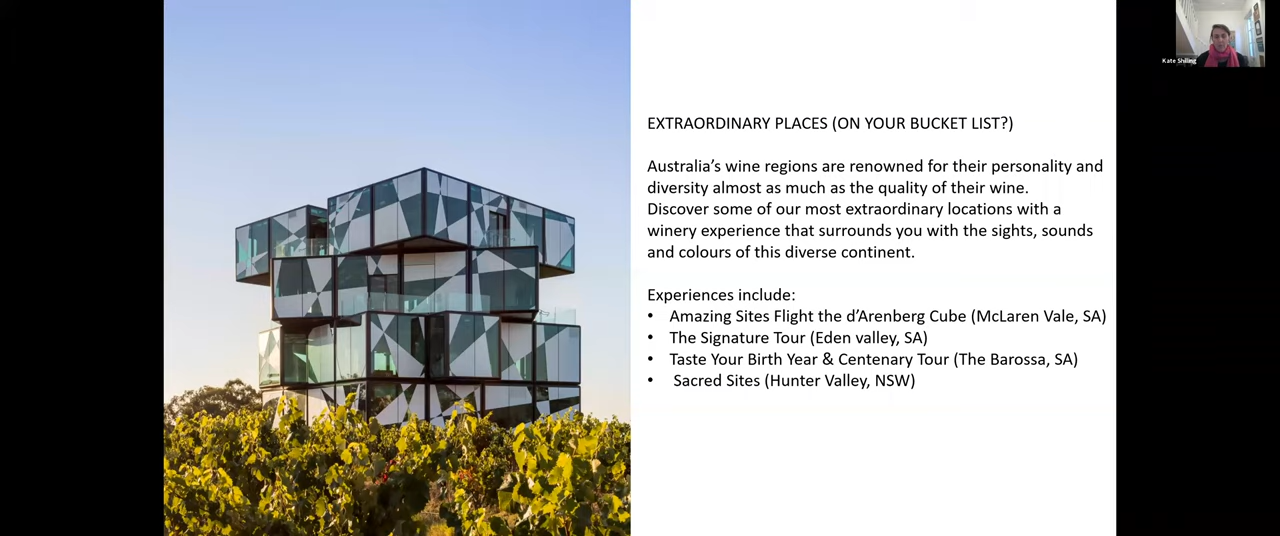 EXTRAORDINARY PLACES (ON YOUR BUCKET LIST?)
Australia’s wine regions are renowned for their personality and
diversity almost as much as the quality of their wine.
Discover some of our most extraordinary locations with a
winery experience that surrounds you with the sights, sounds
and colours of this diverse continent.
Experiences include:
• Amazing Sites Flight the d’Arenberg Cube (McLaren Vale, SA)
• The Signature Tour (Eden valley, SA)
• Taste Your Birth Year & Centenary Tour (The Barossa, SA)
• Sacred Sites (Hunter Valley, NSW)
Kate Shilling